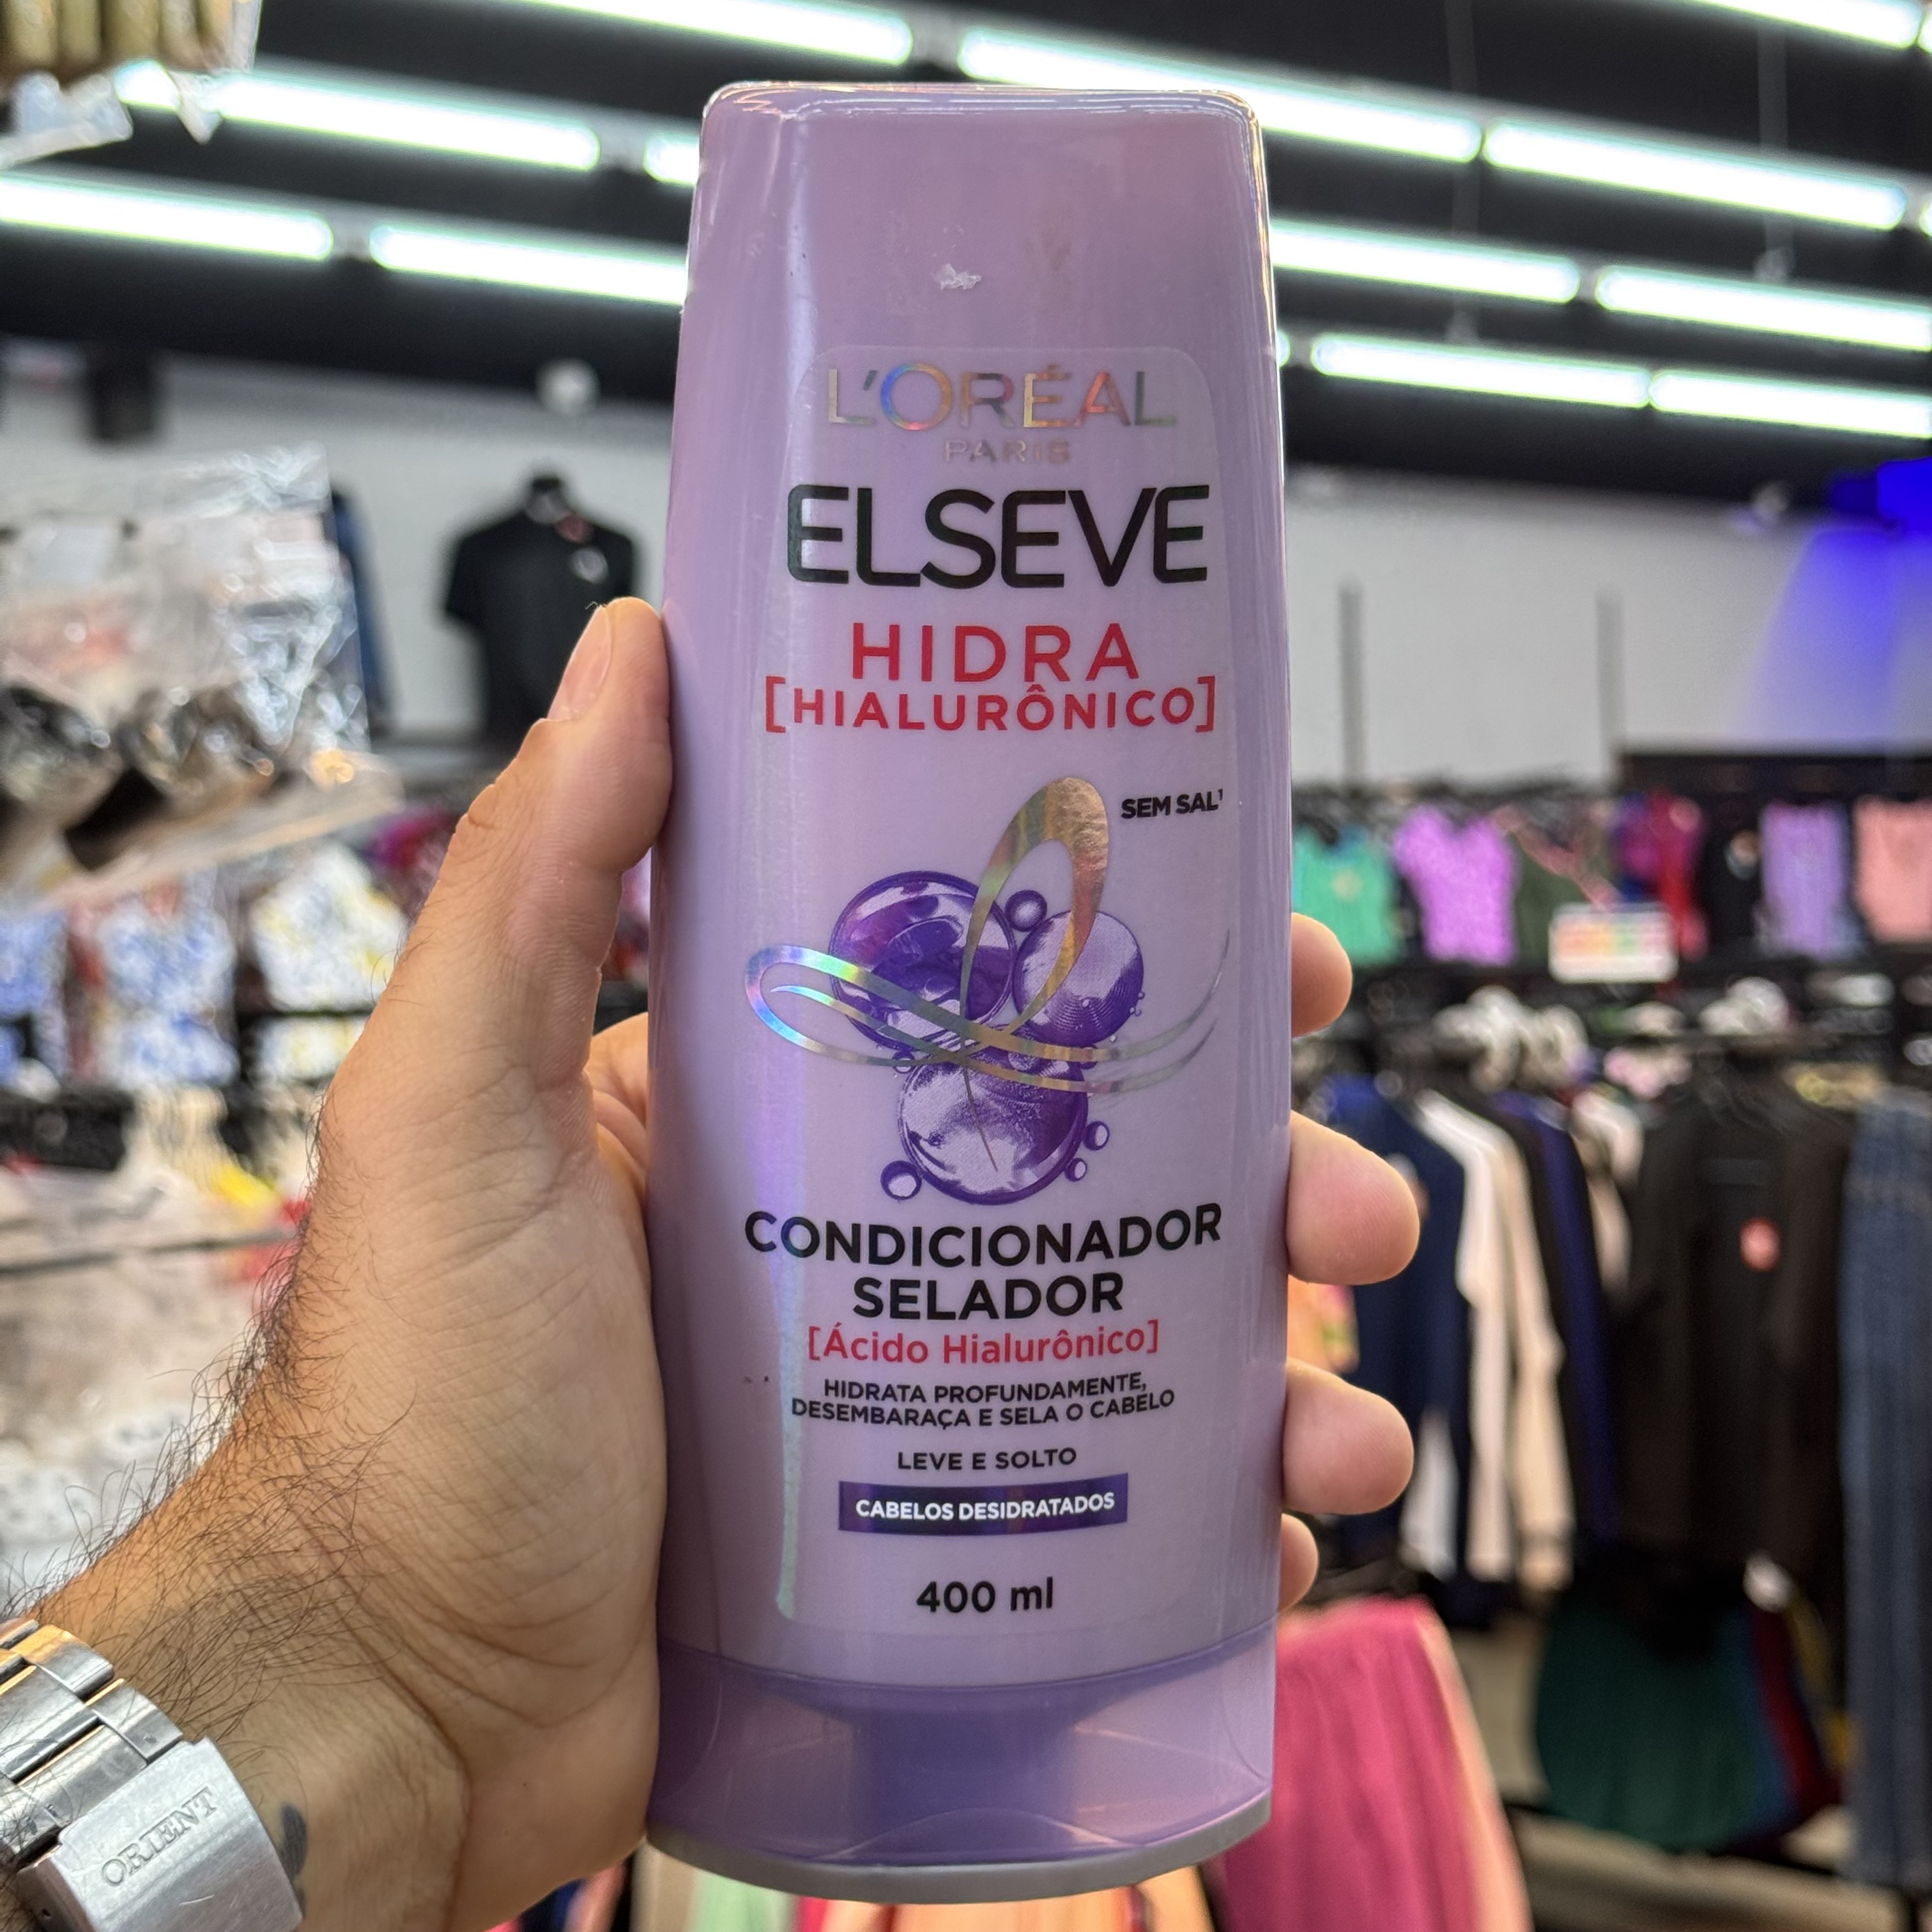 L'ORÉAL
PARIS
ELSEVE
HIDRA
[HIALURÔNICO]
SEM SAL¹
CONDICIONADOR
SELADOR
[Ácido Hialurônico]
HIDRATA PROFUNDAMENTE,
DESEMBARAÇA E SELA O CABELO
LEVE E SOLTO
CABELOS DESIDRATADOS
400 ml
ORIENT